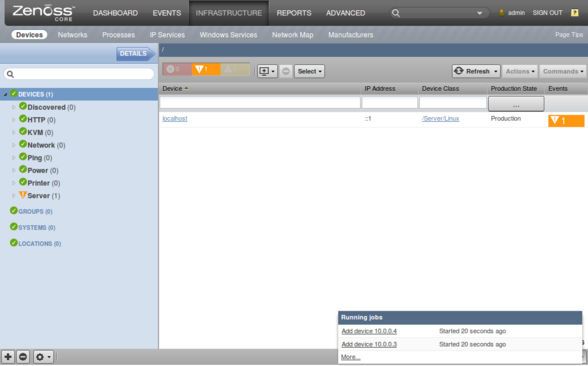 Zenoss CORE DASHBOARD EVENTS INFRASTRUCTURE REPORTS ADVANCED admin SIGN OUT ?
Devices Networks Processes IP Services Windows Services Network Map Manufacturers Page Tips
DETAILS /
0 1 Select Refresh Actions Commands
Device IP Address Device Class Production State Events
...
localhost ::1 /Server/Linux Production 1
DEVICES (1)
Discovered (0)
HTTP (0)
KVM (0)
Network (0)
Ping (0)
Power (0)
Printer (0)
Server (1)
GROUPS (0)
SYSTEMS (0)
LOCATIONS (0)
Running jobs
Add device 10.0.0.4 Started 20 seconds ago
Add device 10.0.0.3 Started 20 seconds ago
More...